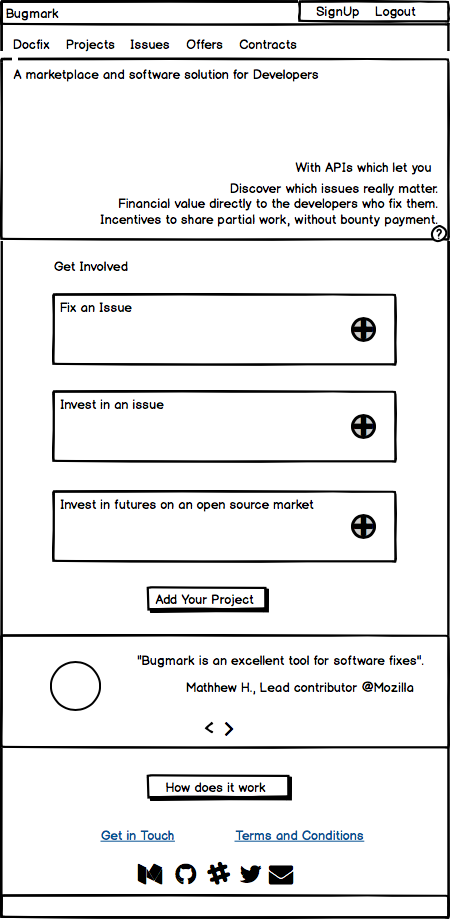 Bugmark
SignUp Logout
Docfix Projects Issues Offers Contracts
A marketplace and software solution for Developers
With APIs which let you
Discover which issues really matter.
Financial value directly to the developers who fix them.
Incentives to share partial work, without bounty payment.
?
Get Involved
Fix an Issue
Invest in an issue
Invest in futures on an open source market
Add Your Project
"Bugmark is an excellent tool for software fixes".
Mathhew H., Lead contributor @Mozilla
< >
How does it work
Get in Touch Terms and Conditions